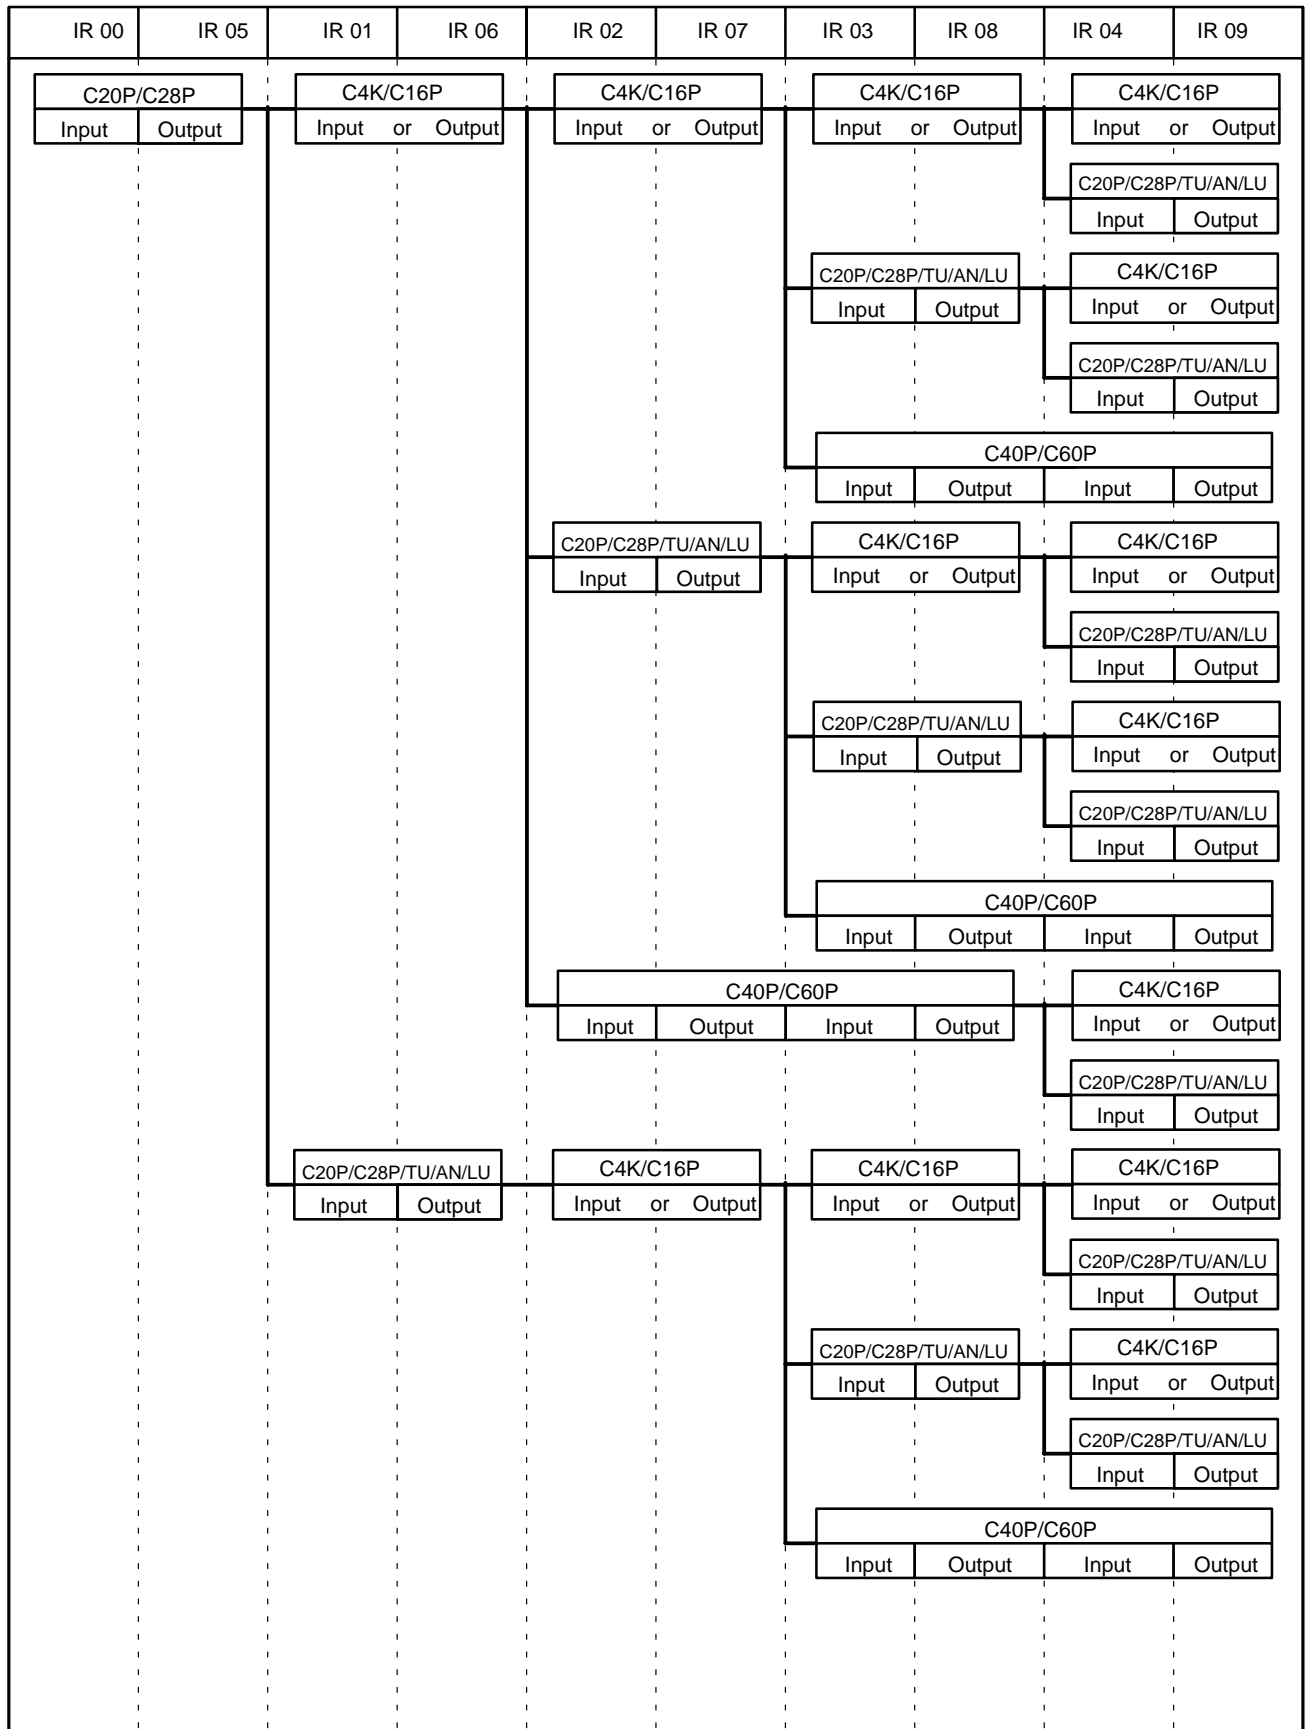 IR 00 IR 05 IR 01 IR 06 IR 02 IR 07 IR 03 IR 08 IR 04 IR 09
C20P/C28P C4K/C16P C4K/C16P C4K/C16P C4K/C16P
Input Output Input or Output Input or Output Input or Output Input or Output
C20P/C28P/TU/AN/LU
Input Output
C20P/C28P/TU/AN/LU C4K/C16P
Input Output Input or Output
C20P/C28P/TU/AN/LU
Input Output
C40P/C60P
Input Output Input Output
C20P/C28P/TU/AN/LU C4K/C16P C4K/C16P
Input Output Input or Output Input or Output
C20P/C28P/TU/AN/LU
Input Output
C20P/C28P/TU/AN/LU C4K/C16P
Input Output Input or Output
C20P/C28P/TU/AN/LU
Input Output
C40P/C60P
Input Output Input Output
C40P/C60P C4K/C16P
Input Output Input Output Input or Output
C20P/C28P/TU/AN/LU
Input Output
C20P/C28P/TU/AN/LU C4K/C16P C4K/C16P C4K/C16P
Input Output Input or Output Input or Output Input or Output
C20P/C28P/TU/AN/LU
Input Output
C20P/C28P/TU/AN/LU C4K/C16P
Input Output Input or Output
C20P/C28P/TU/AN/LU
Input Output
C40P/C60P
Input Output Input Output